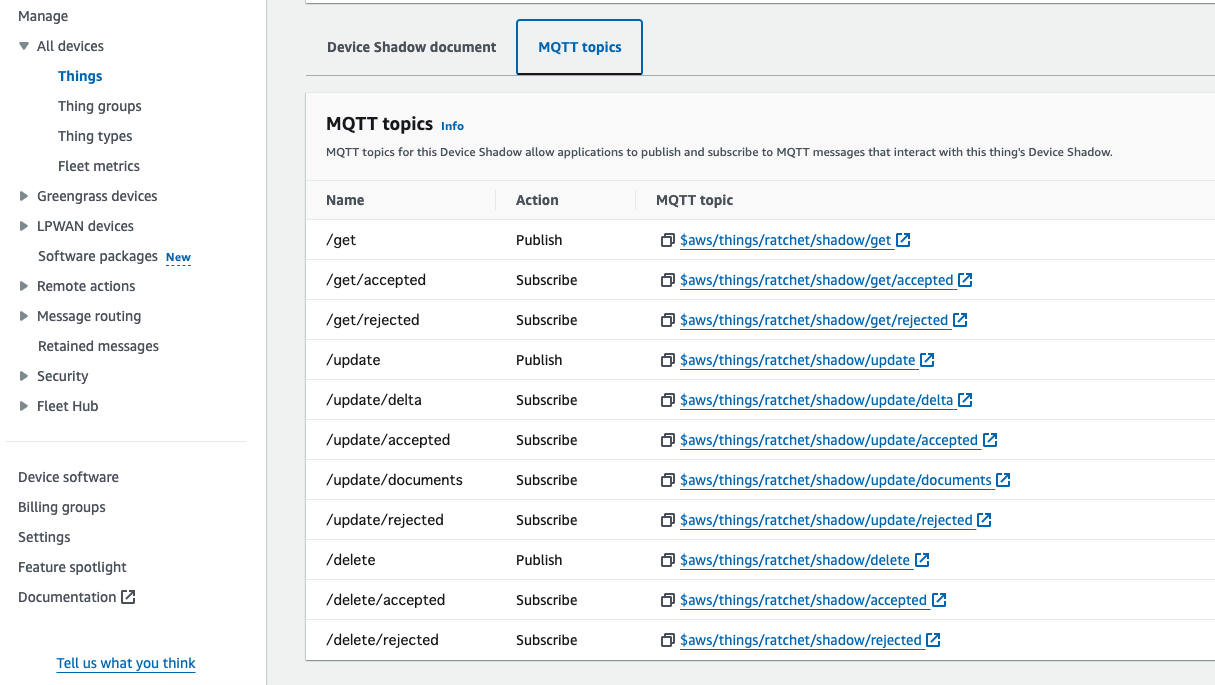 Manage
All devices
Things
Thing groups
Thing types
Fleet metrics
Greengrass devices
LPWAN devices
Software packages New
Remote actions
Message routing
Retained messages
Security
Fleet Hub
Device software
Billing groups
Settings
Feature spotlight
Documentation
Tell us what you think
Device Shadow document MQTT topics
MQTT topics Info
MQTT topics for this Device Shadow allow applications to publish and subscribe to MQTT messages that interact with this thing's Device Shadow.
Name Action MQTT topic
/get Publish $aws/things/ratchet/shadow/get
/get/accepted Subscribe $aws/things/ratchet/shadow/get/accepted
/get/rejected Subscribe $aws/things/ratchet/shadow/get/rejected
/update Publish $aws/things/ratchet/shadow/update
/update/delta Subscribe $aws/things/ratchet/shadow/update/delta
/update/accepted Subscribe $aws/things/ratchet/shadow/update/accepted
/update/documents Subscribe $aws/things/ratchet/shadow/update/documents
/update/rejected Subscribe $aws/things/ratchet/shadow/update/rejected
/delete Publish $aws/things/ratchet/shadow/delete
/delete/accepted Subscribe $aws/things/ratchet/shadow/accepted
/delete/rejected Subscribe $aws/things/ratchet/shadow/rejected